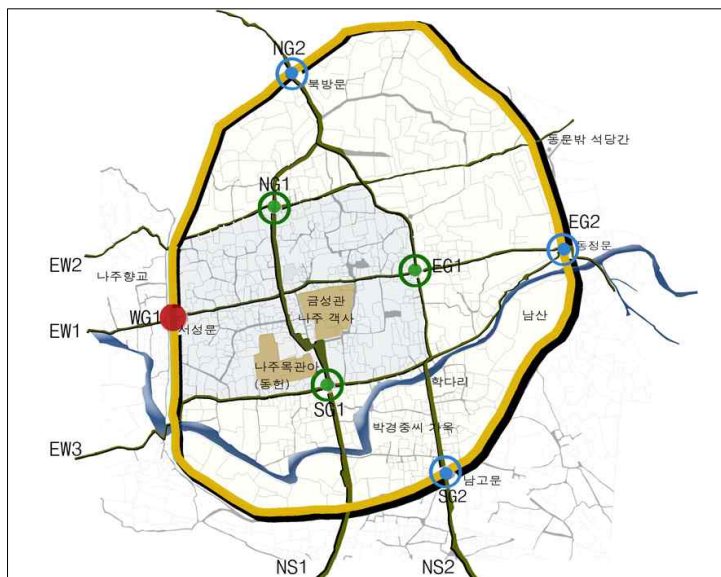 NG2
북방문
동문밖 석당간
NG1
EG2
동정문
EW2
나주향교
EG1
금성관
나주 객사
WG1
서성문
EW1
남산
나주목관아
(동헌)
학다리
SG1
박경중씨 가옥
EW3
남고문
SG2
NS1
NS2